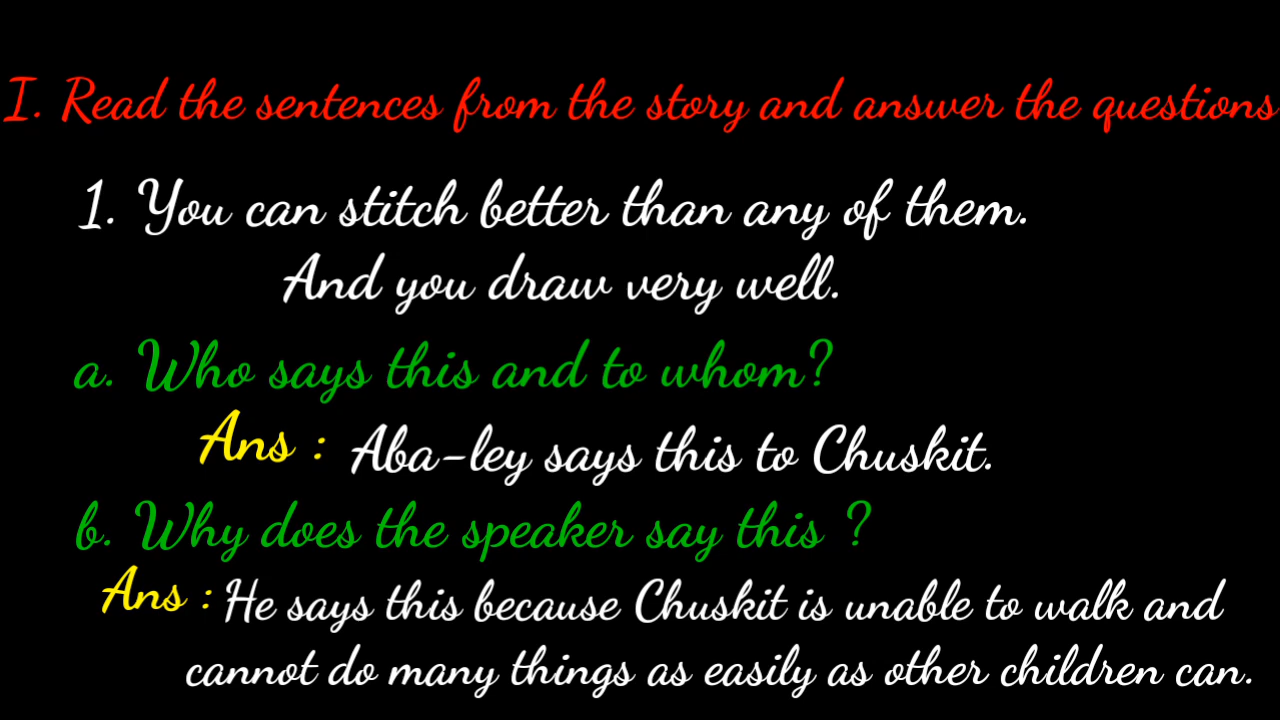 I. Read the sentences from the story and answer the questions
1. You can stitch better than any of them.
And you draw very well.
a. Who says this and to whom?
Ans : Aba-ley says this to Chuskit.
b. Why does the speaker say this ?
Ans : He says this because Chuskit is unable to walk and
cannot do many things as easily as other children can.